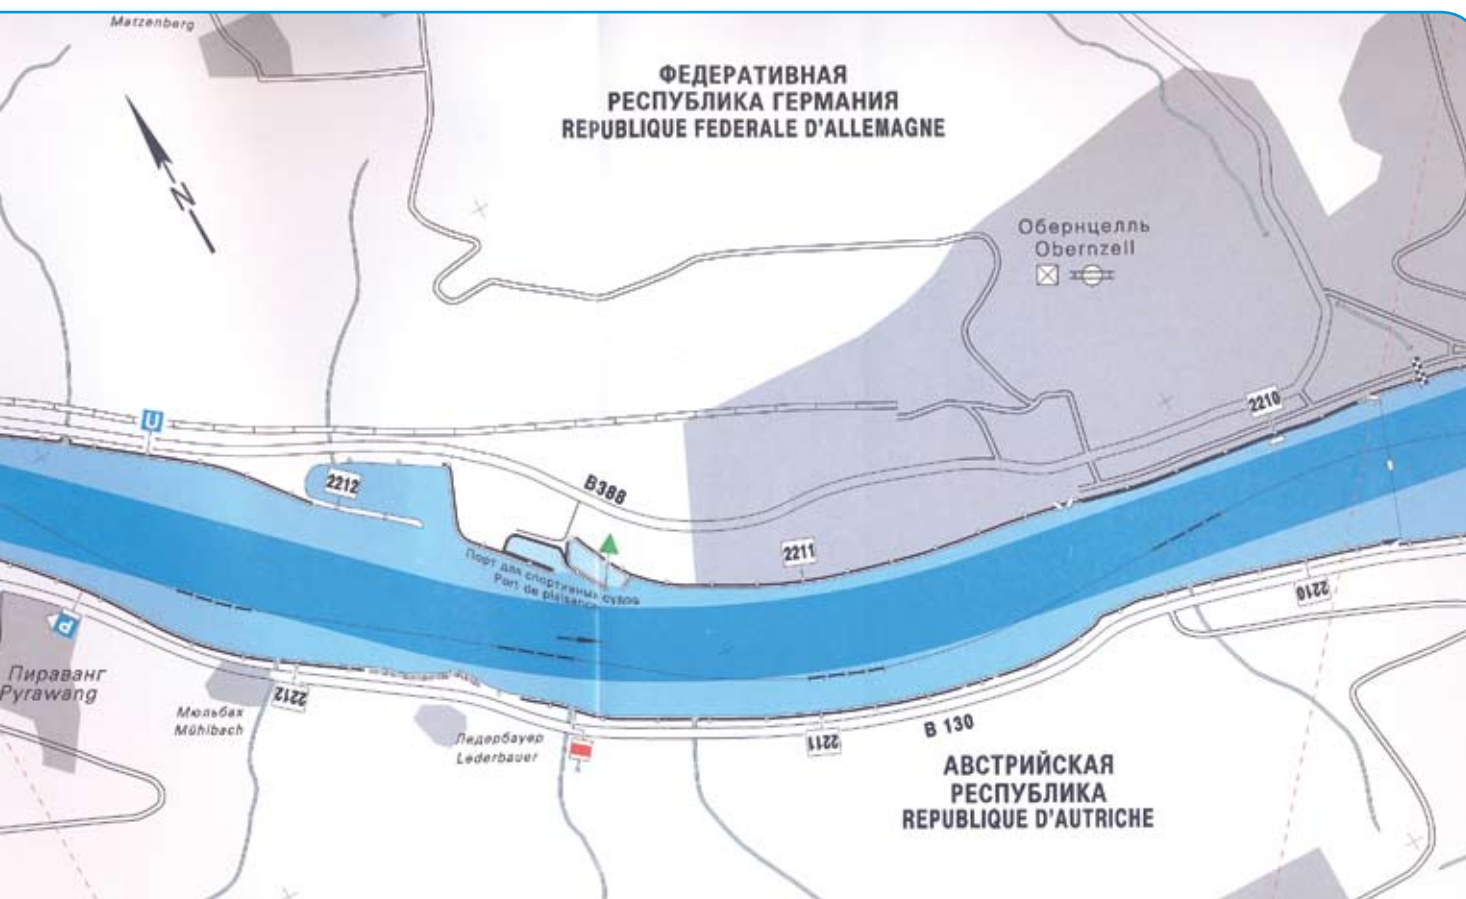 Matzenberg
ФЕДЕРАТИВНАЯ
РЕСПУБЛИКА ГЕРМАНИЯ
REPUBLIQUE FEDERALE D'ALLEMAGNE
N
Обернцелль
Obernzell
2210
U
2212
B388
2211
Порт для спортивных судов
Port de plaisance
2210
P
Пираванг
Pyrawang
2212
Мюльбах
Mühlbach
Ледербауер
Lederbauer
2211
B 130
АВСТРИЙСКАЯ
РЕСПУБЛИКА
REPUBLIQUE D'AUTRICHE